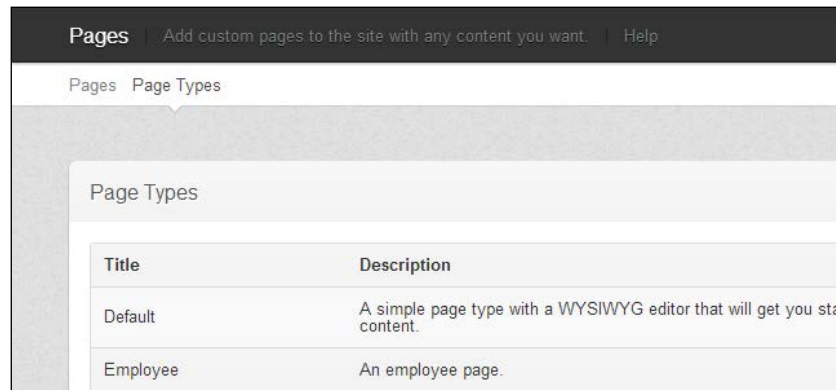 Pages | Add custom pages to the site with any content you want. | Help
Pages Page Types
Page Types
Title Description
Default A simple page type with a WYSIWYG editor that will get you
content.
Employee An employee page.